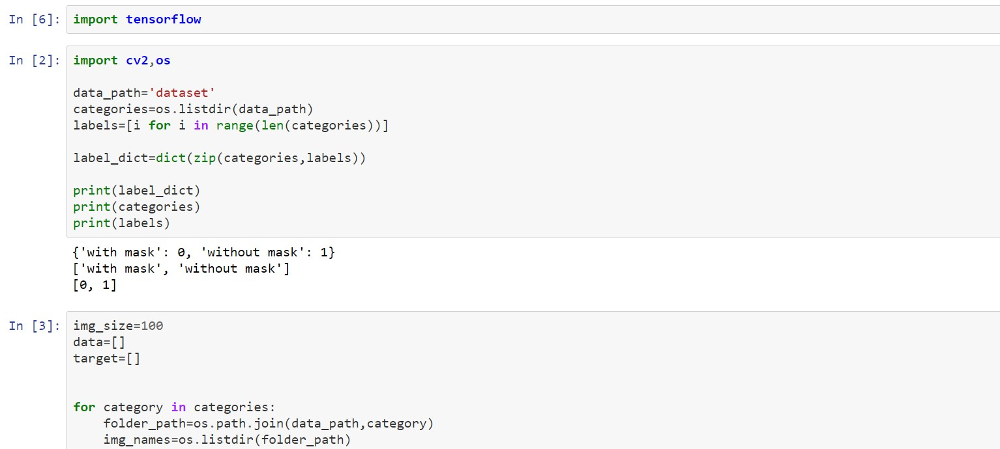 In [6]: import tensorflow
In [2]: import cv2,os
data_path='dataset'
categories=os.listdir(data_path)
labels=[i for i in range(len(categories))]
label_dict=dict(zip(categories,labels))
print(label_dict)
print(categories)
print(labels)
{'with mask': 0, 'without mask': 1}
['with mask', 'without mask']
[0, 1]
In [3]: img_size=100
data=[]
target=[]
for category in categories:
    folder_path=os.path.join(data_path,category)
    img_names=os.listdir(folder_path)